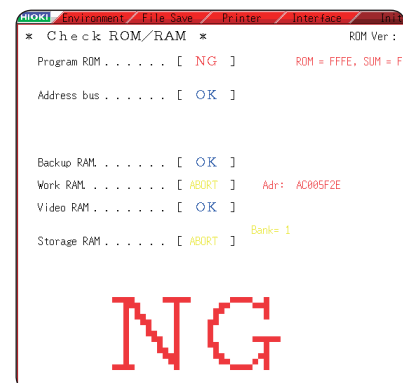 HIOKI Environment / File Save / Printer / Interface / Init
* Check ROM/RAM * ROM Ver :
Program ROM . . . . . . [ NG ] ROM = FFFE, SUM = F
Address bus . . . . . . [ OK ]
Backup RAM. . . . . . . [ OK ]
Work RAM. . . . . . . . [ ABORT ] Adr: AC005F2E
Video RAM . . . . . . . [ OK ]
Bank= 1
Storage RAM . . . . . . [ ABORT ]
NG